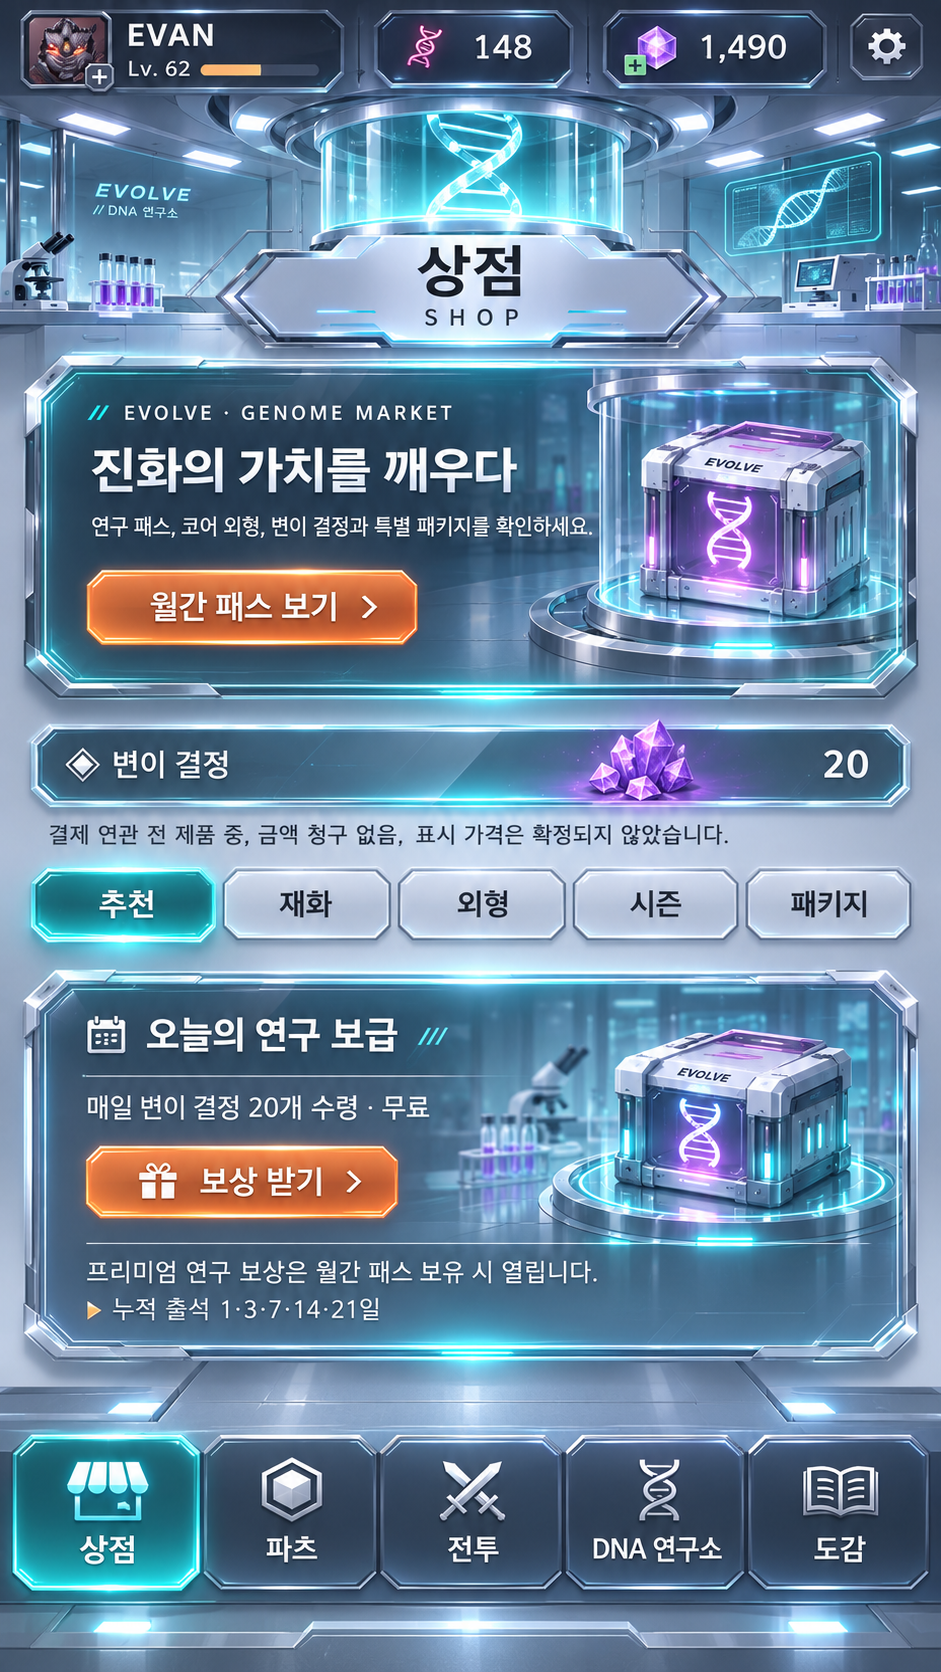 EVAN
Lv. 62
148
1,490
EVOLVE
// DNA 연구소
상점
SHOP
// EVOLVE · GENOME MARKET
진화의 가치를 깨우다
연구 패스, 코어 외형, 변이 결정과 특별 패키지를 확인하세요.
EVOLVE
월간 패스 보기 >
변이 결정
20
결제 연관 전 제품 중, 금액 청구 없음, 표시 가격은 확정되지 않았습니다.
추천
재화
외형
시즌
패키지
오늘의 연구 보급 ///
EVOLVE
매일 변이 결정 20개 수령 · 무료
보상 받기 >
프리미엄 연구 보상은 월간 패스 보유 시 열립니다.
▶ 누적 출석 1·3·7·14·21일
상점
파츠
전투
DNA 연구소
도감